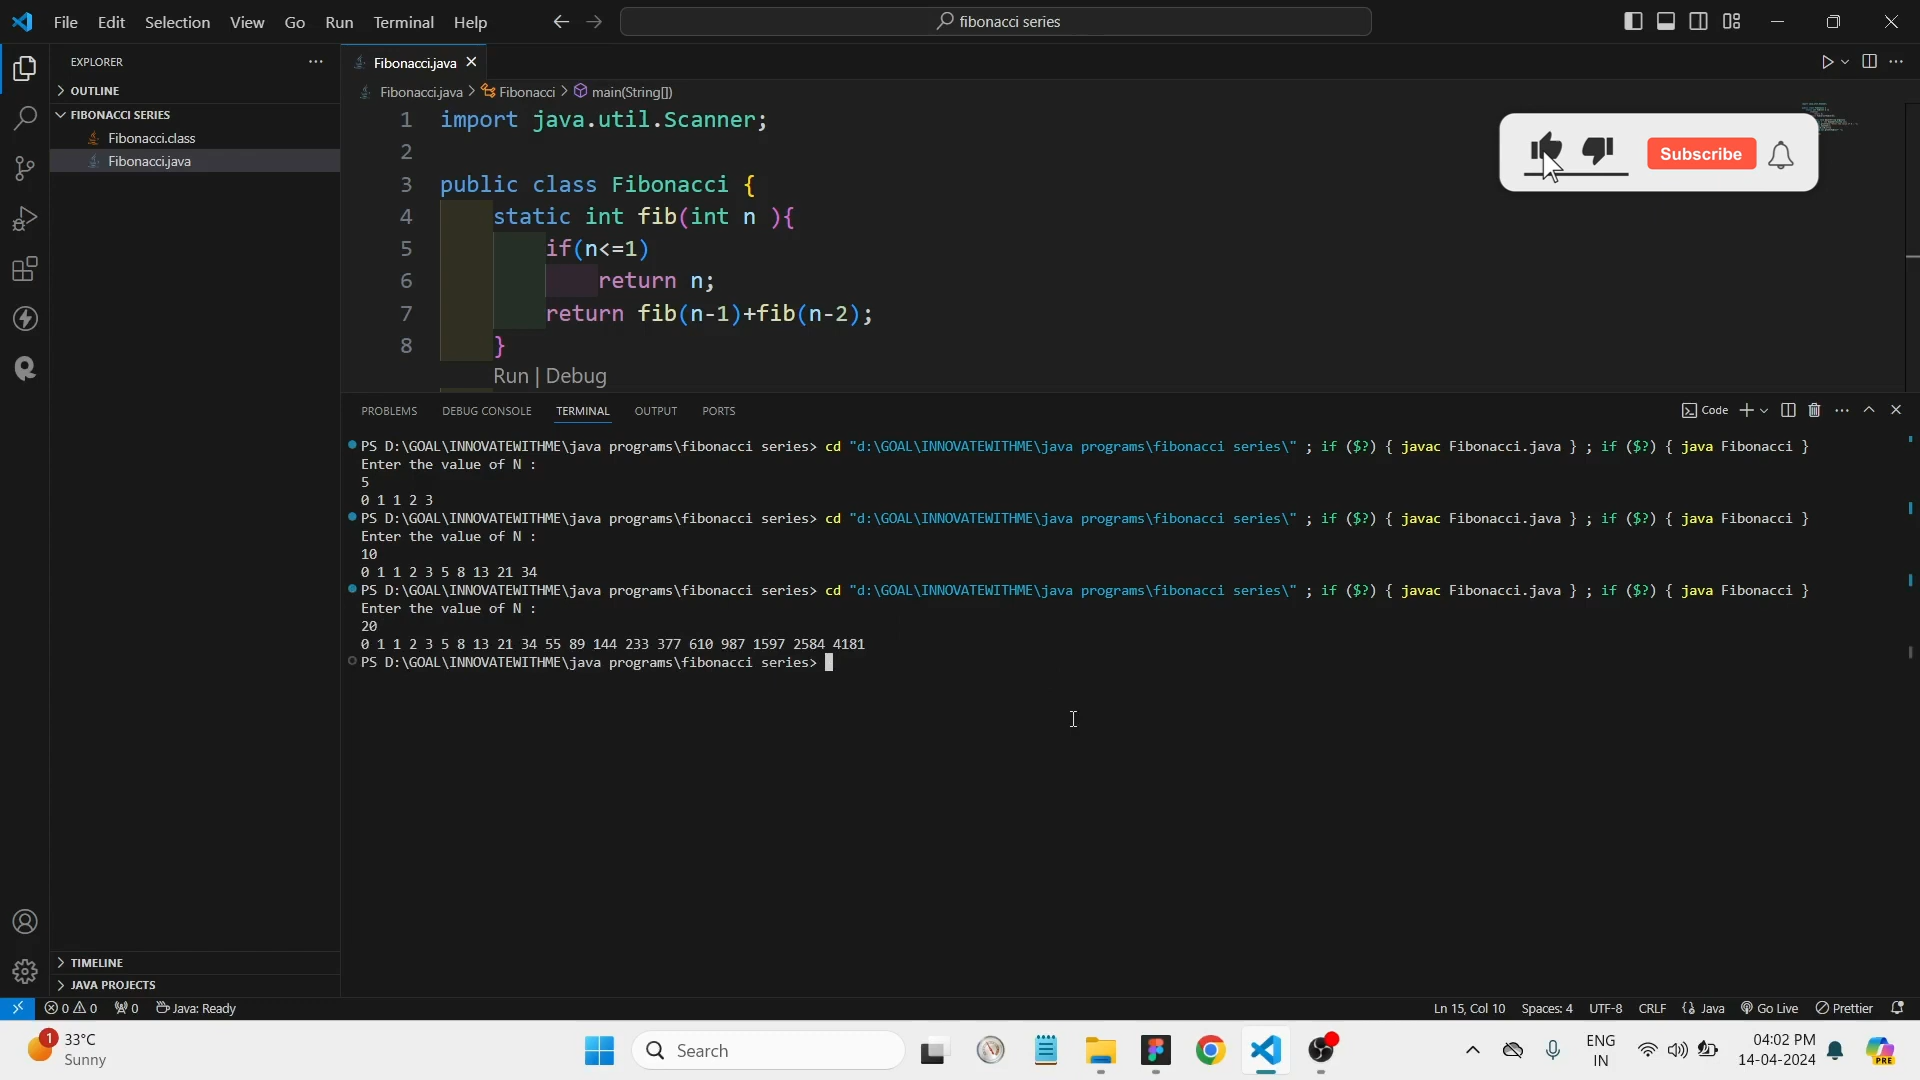 File Edit Selection View Go Run Terminal Help
fibonacci series
EXPLORER
OUTLINE
FIBONACCI SERIES
Fibonacci.class
Fibonacci.java
Fibonacci.java
Fibonacci.java > Fibonacci > main(String[])
1 import java.util.Scanner;
2
3 public class Fibonacci {
4 static int fib(int n ){
5 if(n<=1)
6 return n;
7 return fib(n-1)+fib(n-2);
8 }
Run | Debug
Subscribe
PROBLEMS DEBUG CONSOLE TERMINAL OUTPUT PORTS
Code
PS D:\GOAL\INNOVATEWITHME\java programs\fibonacci series> cd "d:\GOAL\INNOVATEWITHME\java programs\fibonacci series\" ; if ($?) { javac Fibonacci.java } ; if ($?) { java Fibonacci }
Enter the value of N :
5
0 1 1 2 3
PS D:\GOAL\INNOVATEWITHME\java programs\fibonacci series> cd "d:\GOAL\INNOVATEWITHME\java programs\fibonacci series\" ; if ($?) { javac Fibonacci.java } ; if ($?) { java Fibonacci }
Enter the value of N :
10
0 1 1 2 3 5 8 13 21 34
PS D:\GOAL\INNOVATEWITHME\java programs\fibonacci series> cd "d:\GOAL\INNOVATEWITHME\java programs\fibonacci series\" ; if ($?) { javac Fibonacci.java } ; if ($?) { java Fibonacci }
Enter the value of N :
20
0 1 1 2 3 5 8 13 21 34 55 89 144 233 377 610 987 1597 2584 4181
PS D:\GOAL\INNOVATEWITHME\java programs\fibonacci series>
TIMELINE
JAVA PROJECTS
0 0 0 Java: Ready
Ln 15, Col 10 Spaces: 4 UTF-8 CRLF {} Java Go Live Prettier
1
33°C
Sunny
Search
ENG
IN
04:02 PM
14-04-2024
PRE